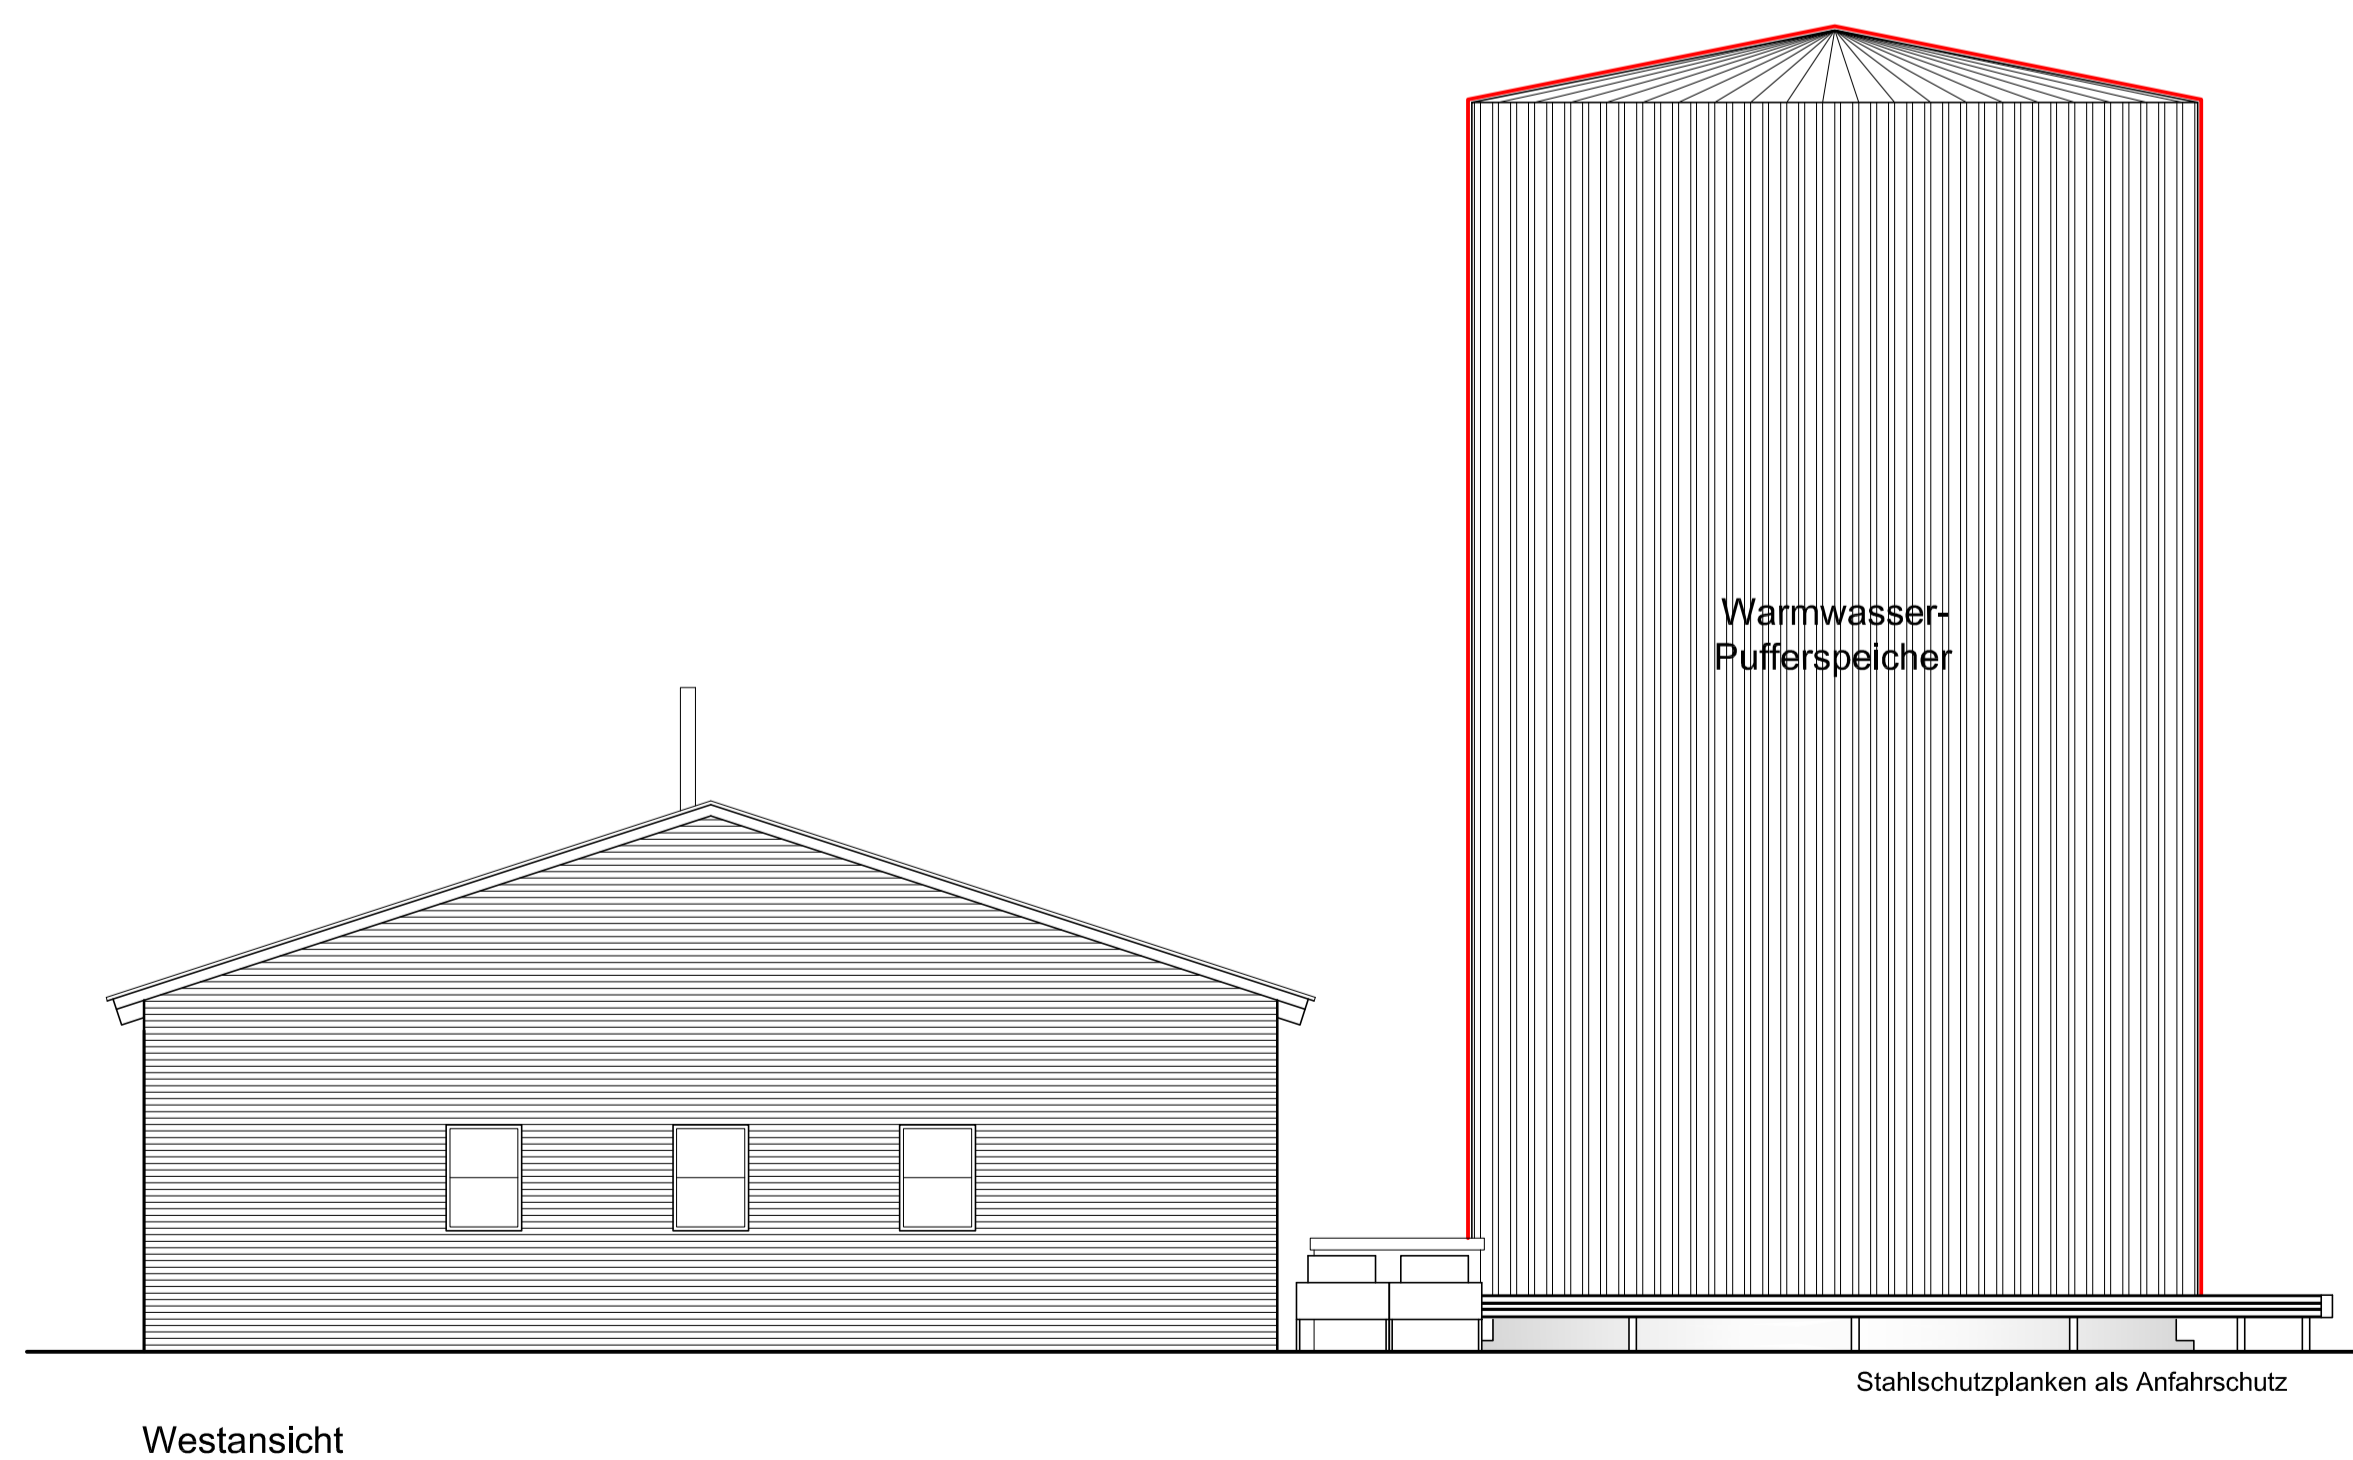 Warmwasser-
Pufferspeicher
Stahlschutzplanken als Anfahrschutz
Westansicht